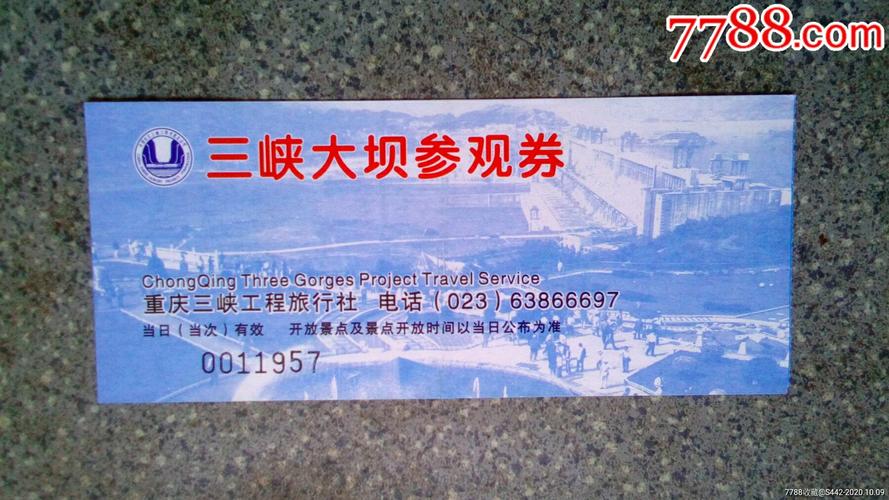 7788.com
三峡大坝参观券
ChongQing Three Gorges Project Travel Service
重庆三峡工程旅行社 电话（023）63866697
当日（当次）有效 开放景点及景点开放时间以当日公布为准
0011957
7788收藏@S442-2020.10.09